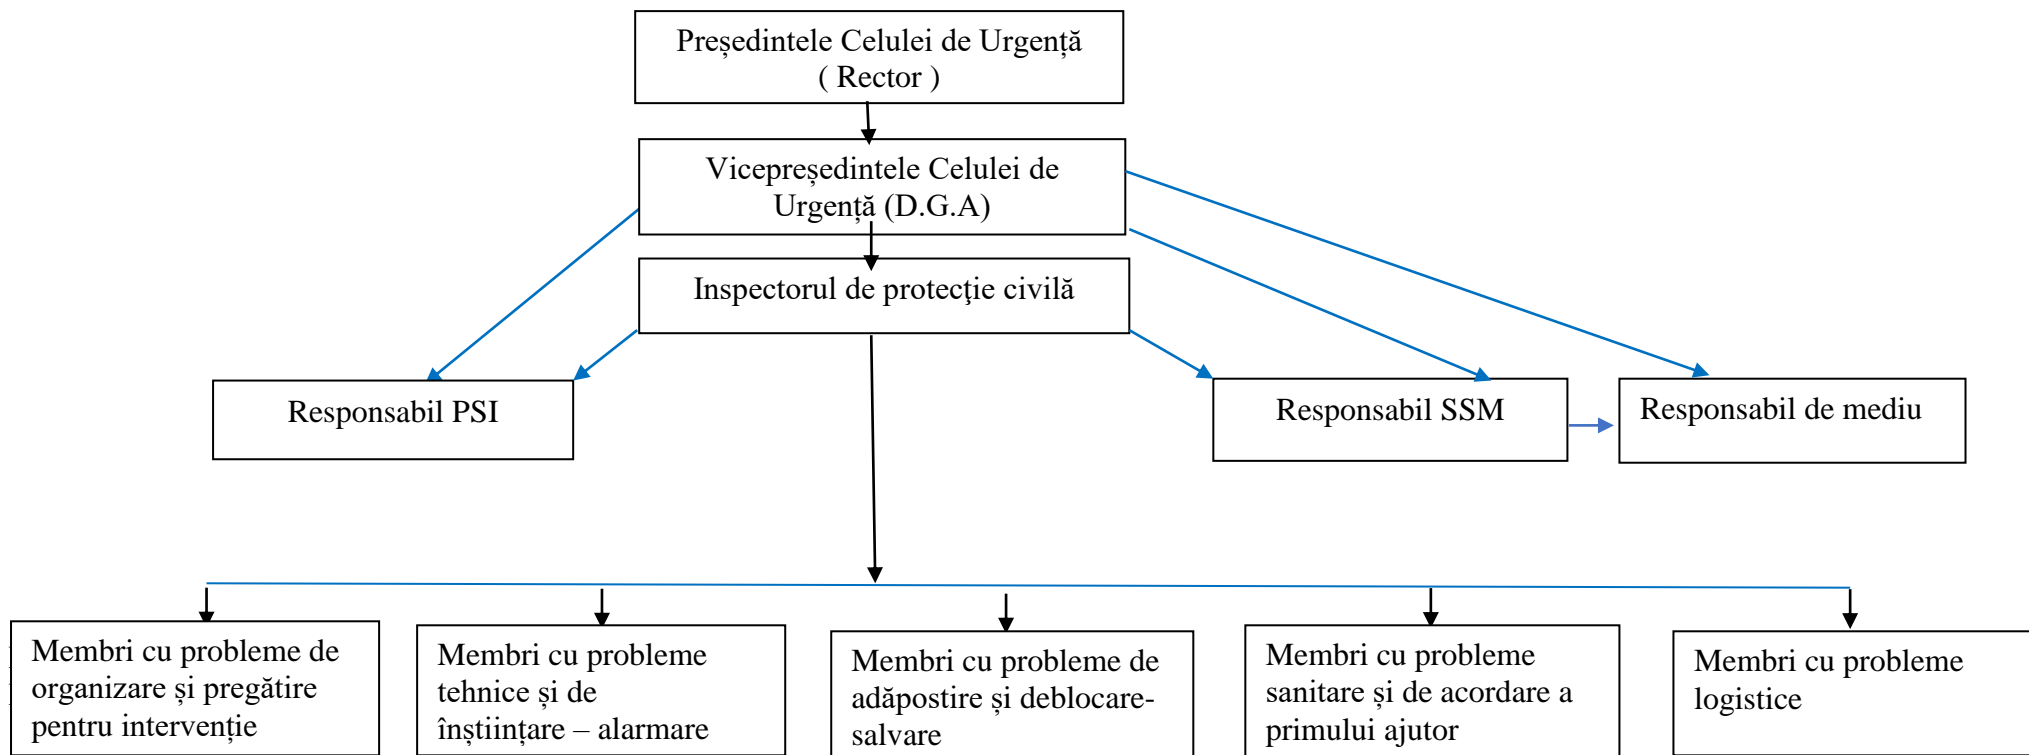 Președintele Celulei de Urgență
( Rector )
Vicepreședintele Celulei de
Urgență (D.G.A)
Inspectorul de protecţie civilă
Responsabil PSI
Responsabil SSM
Responsabil de mediu
Membri cu probleme de
organizare și pregătire
pentru intervenție
Membri cu probleme
tehnice și de
înștiințare – alarmare
Membri cu probleme de
adăpostire și deblocare-
salvare
Membri cu probleme
sanitare și de acordare a
primului ajutor
Membri cu probleme
logistice